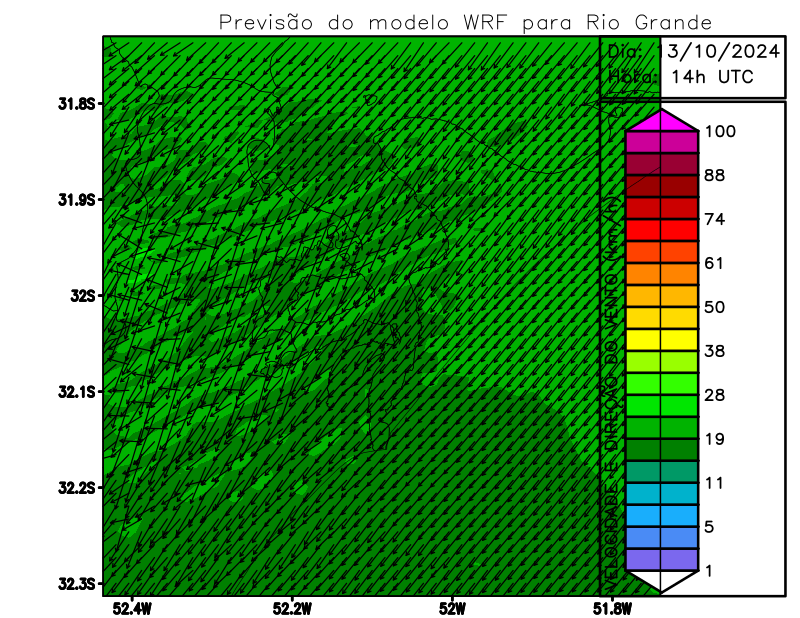 Previsão do modelo WRF para Rio Grande
Dia: 13/10/2024
Hora: 14h UTC
31.8S
31.9S
32S
32.1S
32.2S
32.3S
52.4W
52.2W
52W
51.8W
VELOCIDADE E DIREÇÃO DO VENTO (km/h)
100
88
74
61
50
38
28
19
11
5
1